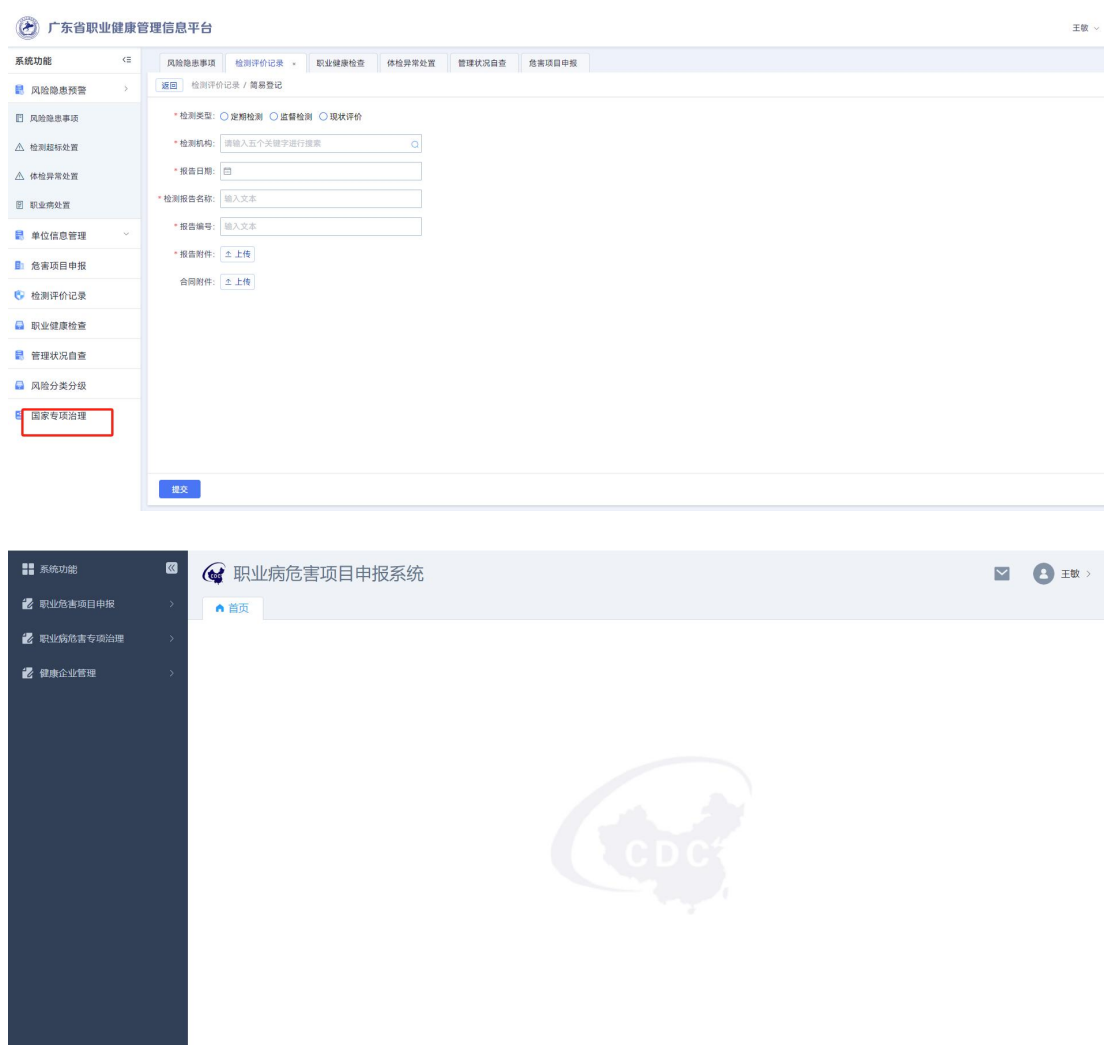 广东省职业健康管理信息平台
王敏
系统功能
风险隐患事项 检测评价记录 × 职业健康检查 体检异常处置 管理状况自查 危害项目申报
风险隐患预警
返回 检测评价记录 / 简易登记
风险隐患事项
* 检测类型: 定期检测 监督检测 现状评价
检测超标处置
* 检测机构: 请输入五个关键字进行搜索
体检异常处置
* 报告日期:
职业病处置
* 检测报告名称: 输入文本
单位信息管理
* 报告编号: 输入文本
危害项目申报
* 报告附件: 上传
检测评价记录
合同附件: 上传
职业健康检查
管理状况自查
风险分类分级
国家专项治理
提交
系统功能
职业病危害项目申报系统
王敏
职业危害项目申报
首页
职业病危害专项治理
健康企业管理
CDC